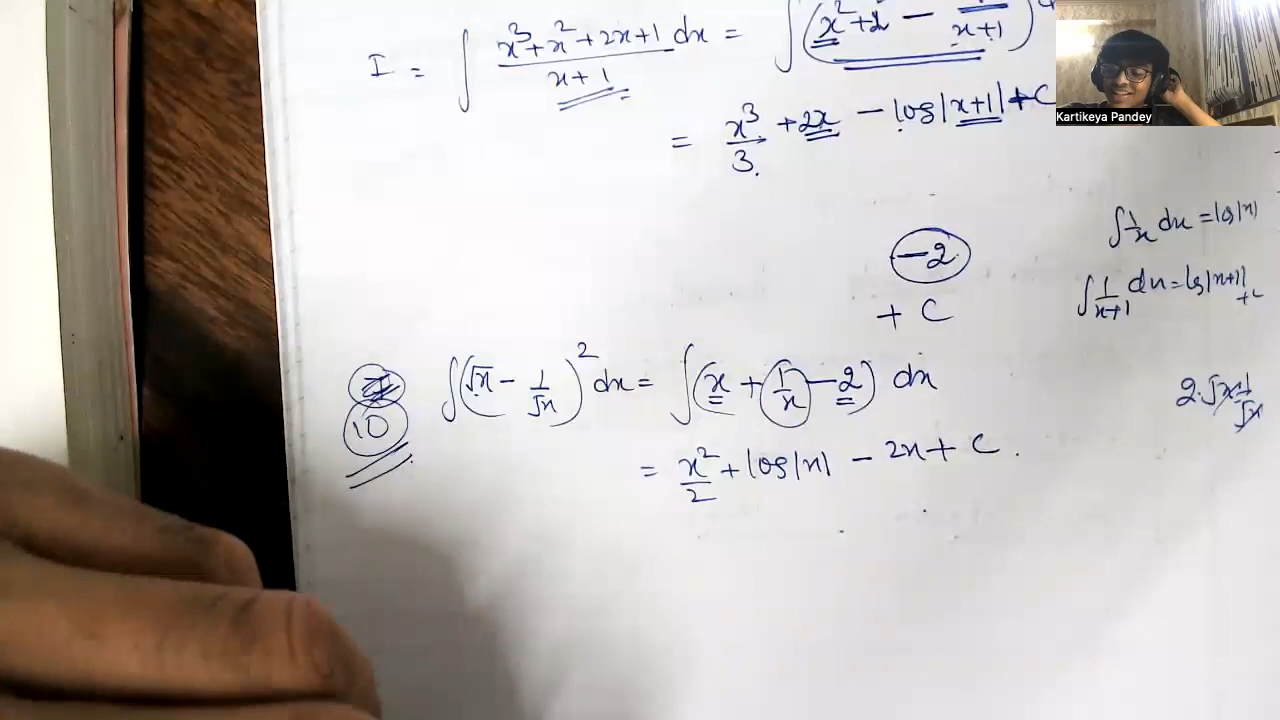 I = ∫ x³+x²+2x+1 / x+1 dx = ∫(x²+2 − 1/x+1)
= x³/3 +2x − log|x+1| + C
Kartikeya Pandey
−2
+ C
∫1/x dx = log|x|
∫1/x+1 dx = log|x+1| + c
10 ∫(√x − 1/√x)² dx = ∫(x + 1/x − 2) dx
2·√x·1/√x
= x²/2 + log|x| − 2x + C.